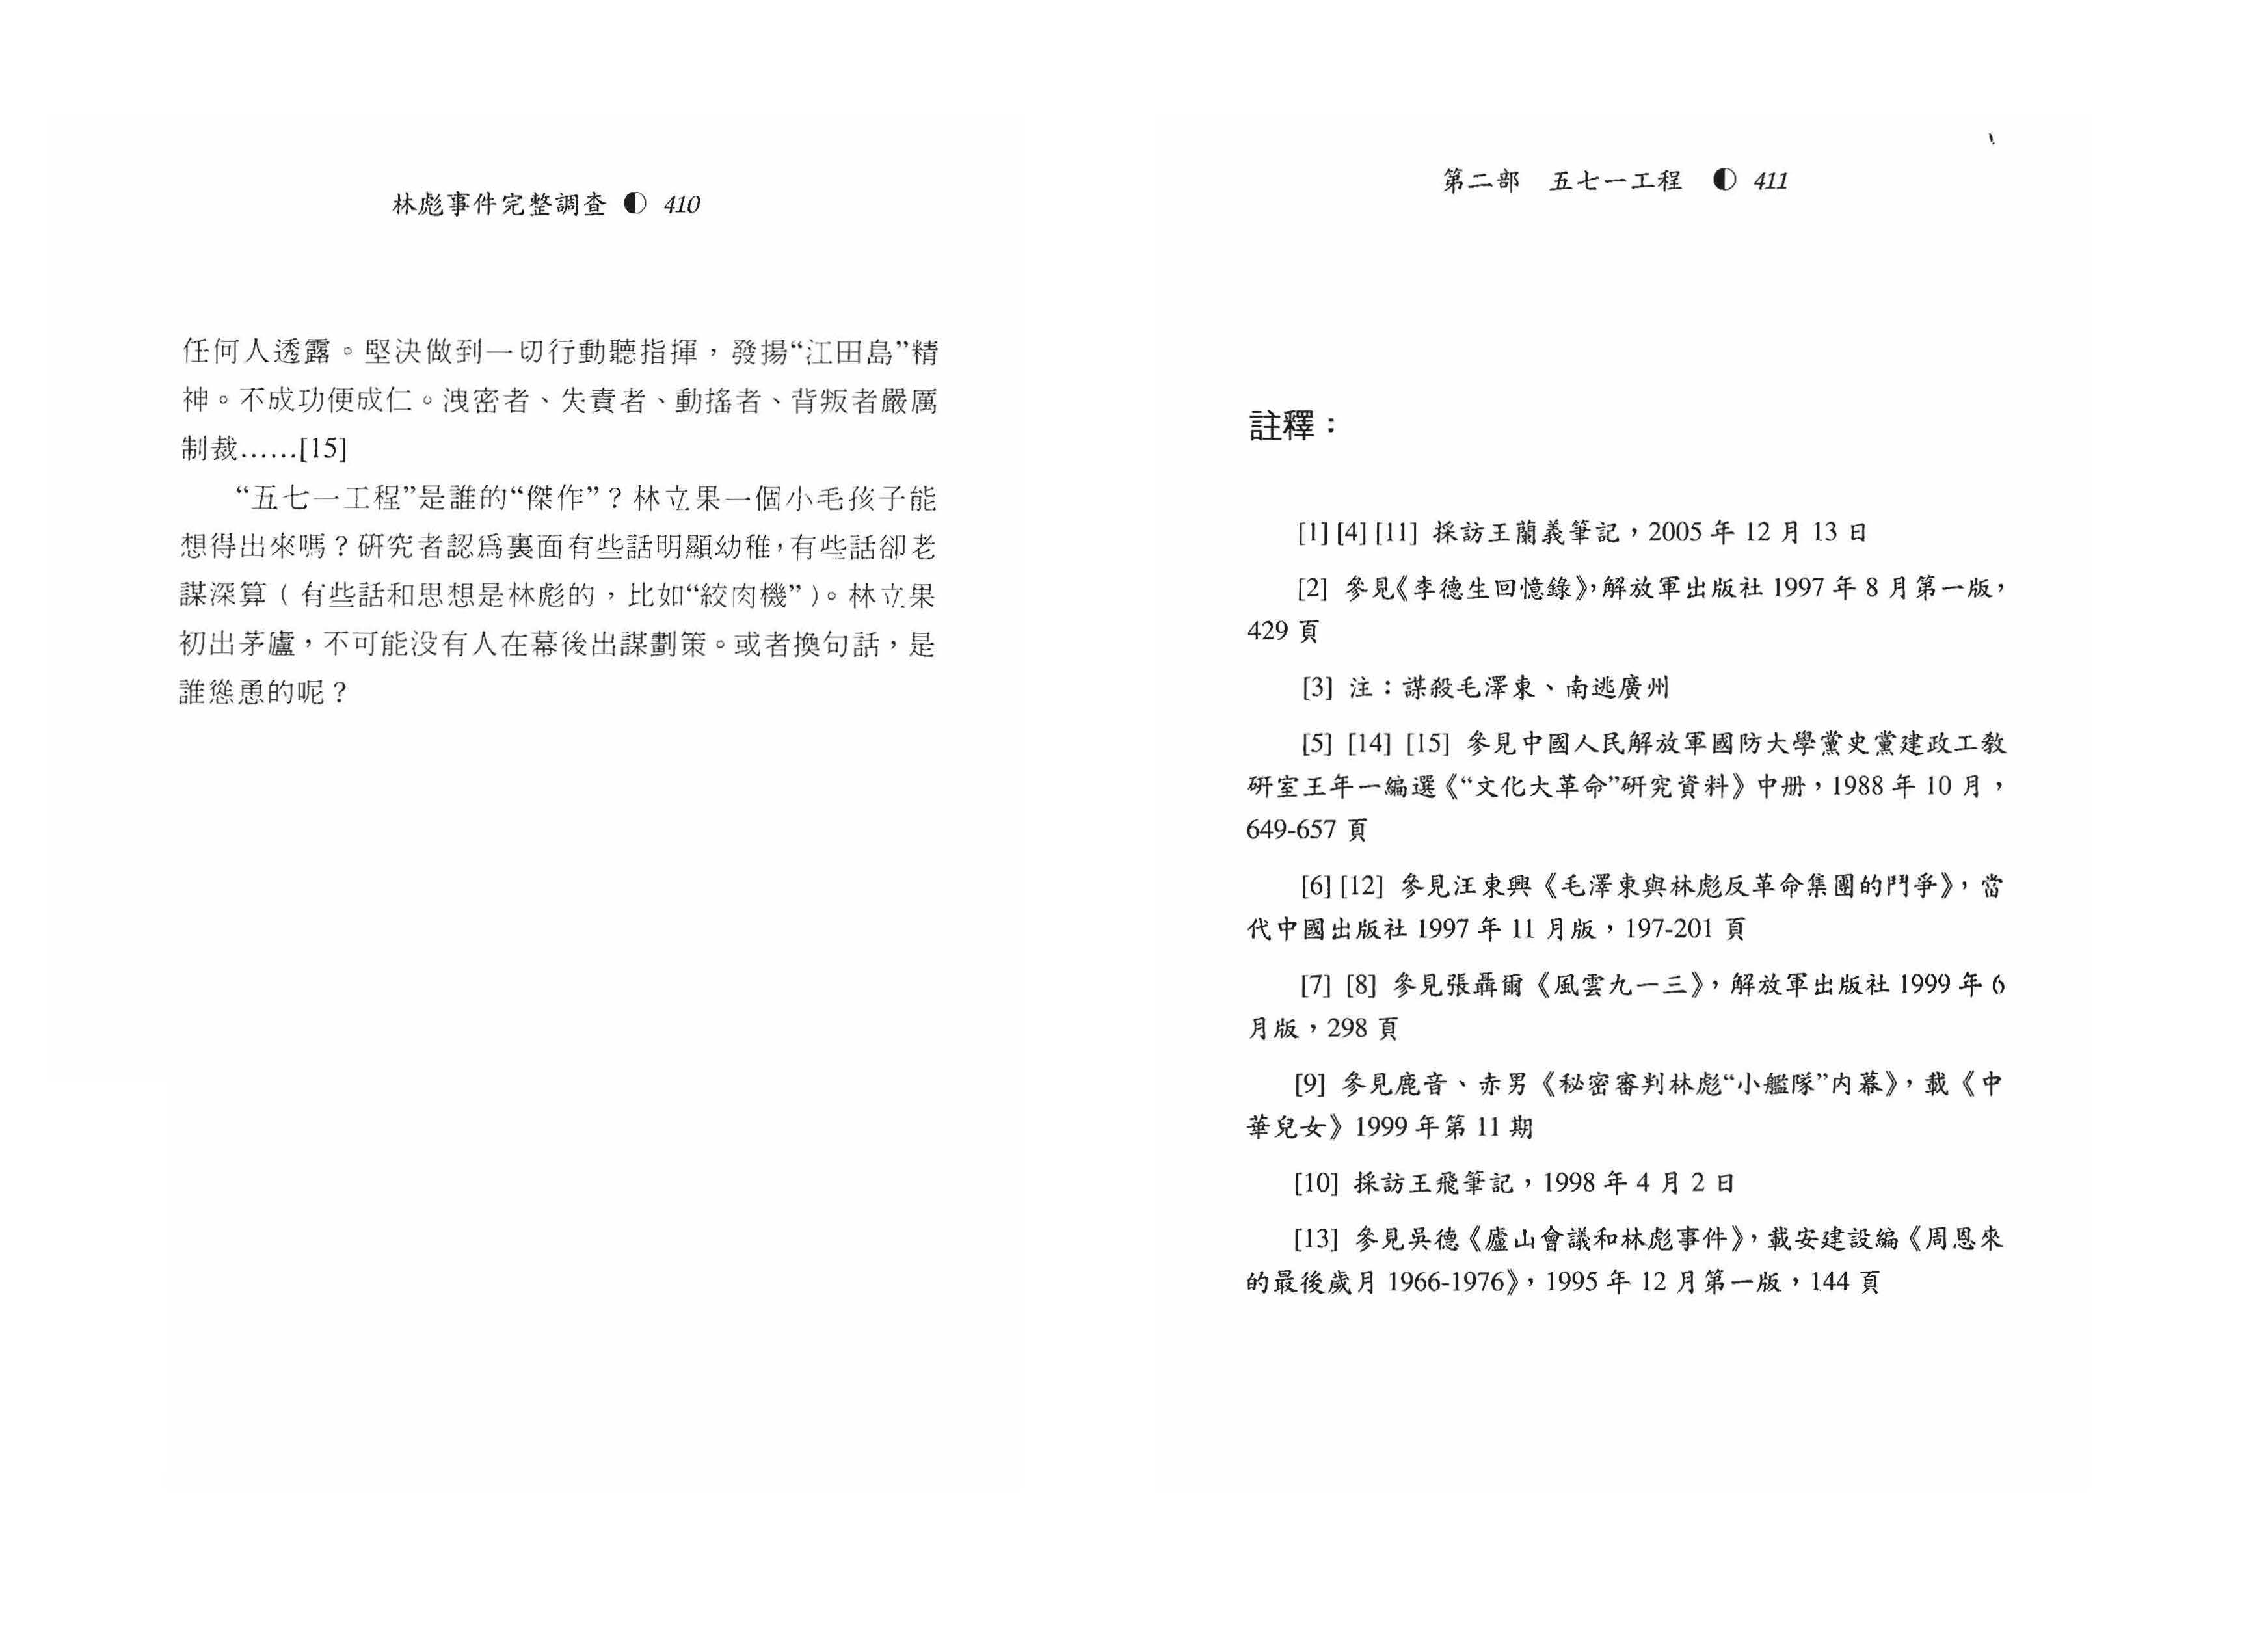 林彪事件完整調查 ◐ 410
任何人透露。堅決做到一切行動聽指揮，發揚“江田島”精
神。不成功便成仁。洩密者、失責者、動搖者、背叛者嚴厲
制裁……[15]
“五七一工程”是誰的“傑作”？林立果一個小毛孩子能
想得出來嗎？研究者認爲裏面有些話明顯幼稚，有些話卻老
謀深算（有些話和思想是林彪的，比如“絞肉機”）。林立果
初出茅廬，不可能没有人在幕後出謀劃策。或者換句話，是
誰慫恿的呢？
第二部 五七一工程 ◐ 411
註釋：
[1] [4] [11] 採訪王蘭義筆記，2005 年 12 月 13 日
[2] 參見《李德生回憶錄》，解放軍出版社 1997 年 8 月第一版，
429 頁
[3] 注：謀殺毛澤東、南逃廣州
[5] [14] [15] 參見中國人民解放軍國防大學黨史黨建政工教
研室王年一編選《“文化大革命”研究資料》中册，1988 年 10 月，
649-657 頁
[6] [12] 參見汪東興《毛澤東與林彪反革命集團的鬥爭》，當
代中國出版社 1997 年 11 月版，197-201 頁
[7] [8] 參見張聶爾《風雲九一三》，解放軍出版社 1999 年 6
月版，298 頁
[9] 參見鹿音、赤男《秘密審判林彪“小艦隊”内幕》，載《中
華兒女》1999 年第 11 期
[10] 採訪王飛筆記，1998 年 4 月 2 日
[13] 參見吳德《廬山會議和林彪事件》，載安建設編《周恩來
的最後歲月 1966-1976》，1995 年 12 月第一版，144 頁